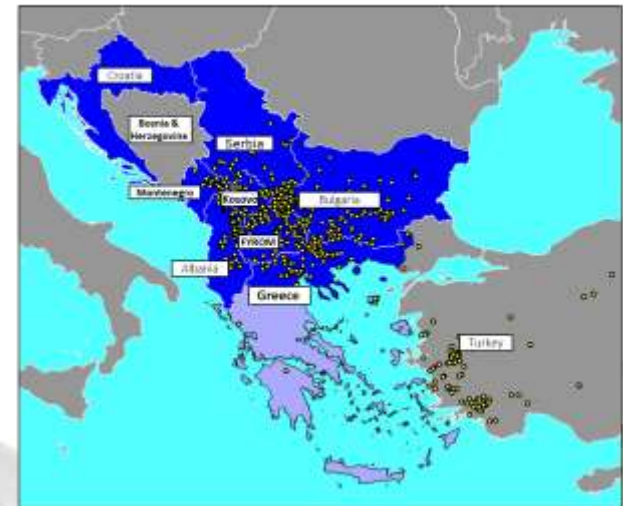 Croatia
Bosnia &
Herzegovina
Serbia
Montenegro
Kosovo
Bulgaria
FYROM
Albania
Greece
Turkey